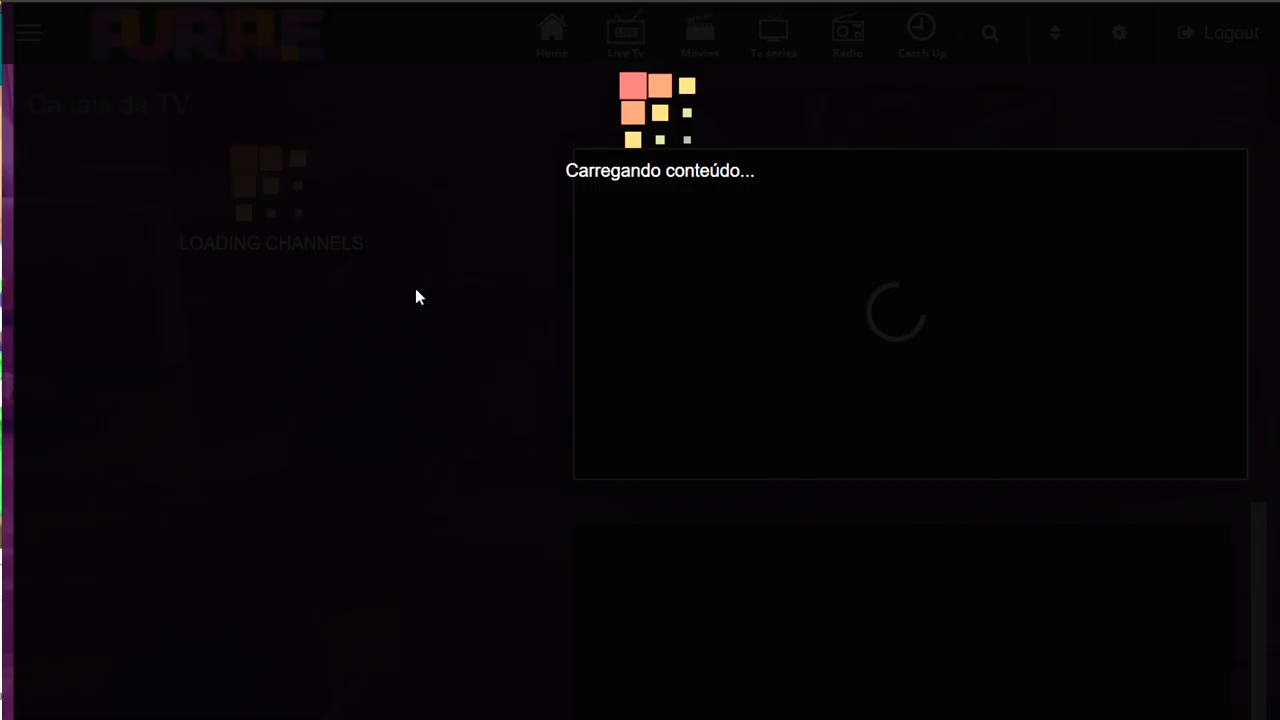 Home
Live Tv
Movies
Tv series
Radio
Catch Up
Logout
Canais de TV
Carregando conteúdo...
LOADING CHANNELS